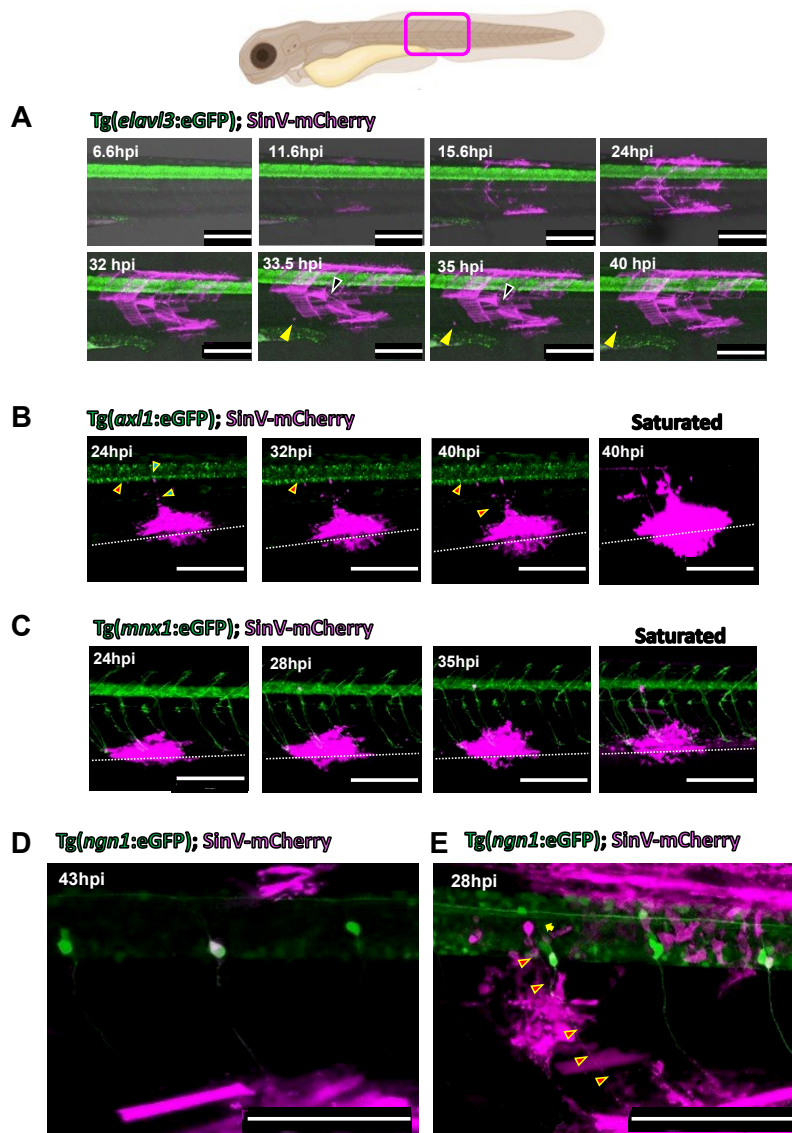 A
Tg(elavl3:eGFP); SinV-mCherry
6.6hpi
11.6hpi
15.6hpi
24hpi
32 hpi
33.5 hpi
35 hpi
40 hpi
B
Tg(axl1:eGFP); SinV-mCherry
Saturated
24hpi
32hpi
40hpi
40hpi
C
Tg(mnx1:eGFP); SinV-mCherry
Saturated
24hpi
28hpi
35hpi
D
Tg(ngn1:eGFP); SinV-mCherry
43hpi
E
Tg(ngn1:eGFP); SinV-mCherry
28hpi